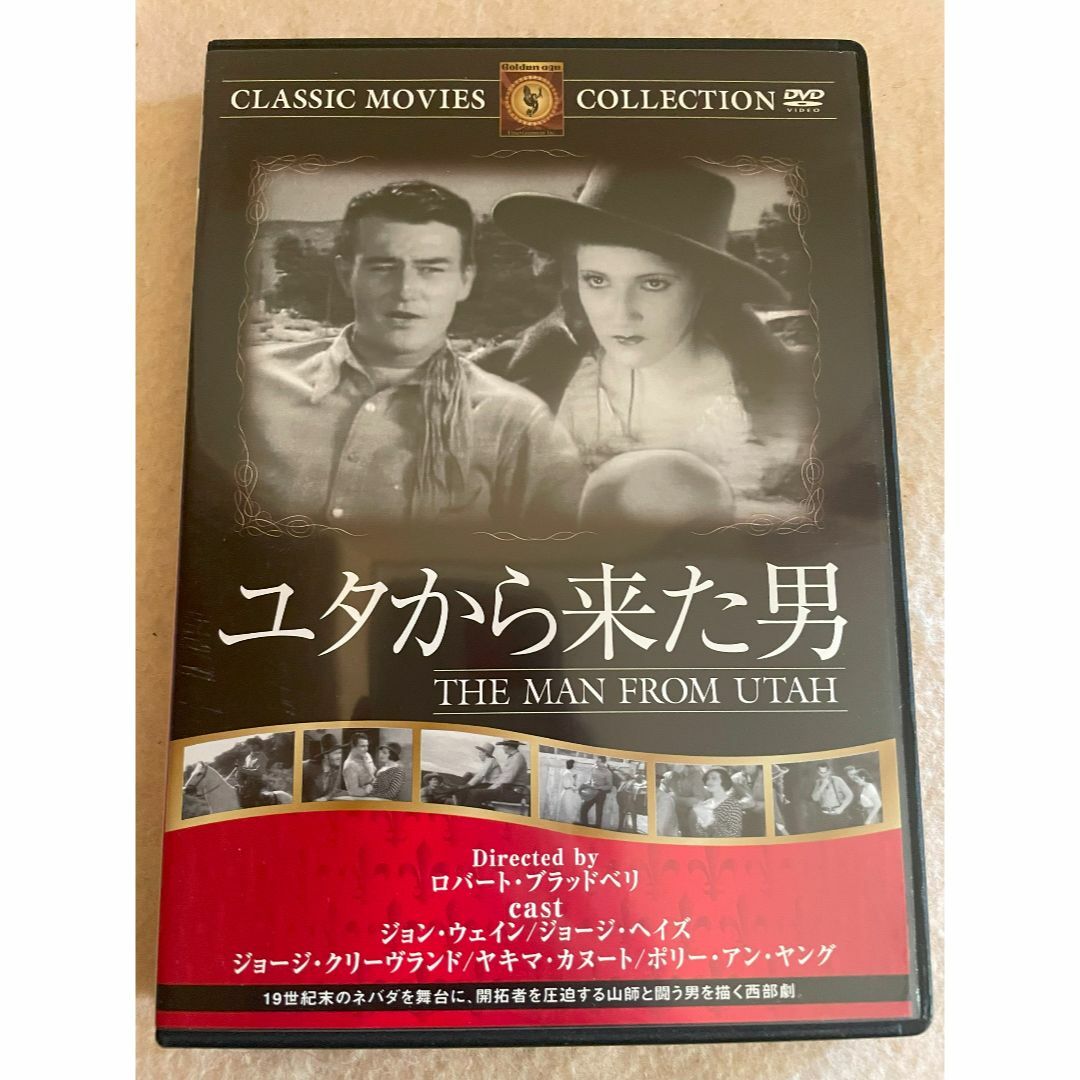 Golden age
CLASSIC MOVIES COLLECTION DVD
VIDEO
Entertainment Inc.
ユタから来た男
THE MAN FROM UTAH
Directed by
ロバート・ブラッドベリ
cast
ジョン・ウェイン/ジョージ・ヘイズ
ジョージ・クリーヴランド/ヤキマ・カヌート/ポリー・アン・ヤング
19世紀末のネバダを舞台に、開拓者を圧迫する山師と闘う男を描く西部劇。